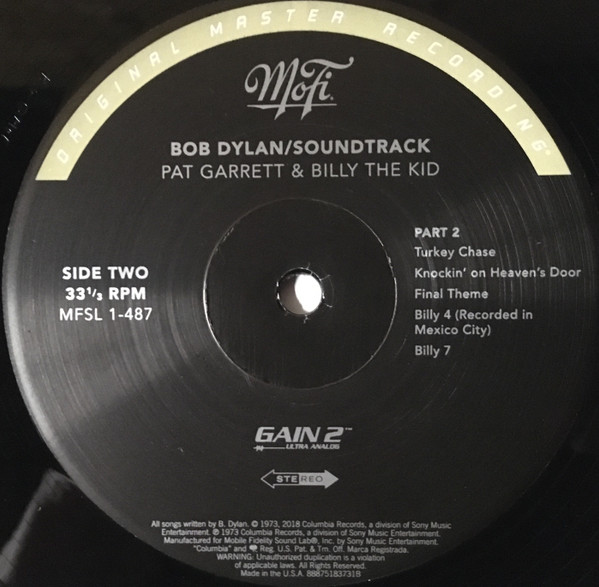 ORIGINAL MASTER RECORDING
MoFi
BOB DYLAN/SOUNDTRACK
PAT GARRETT & BILLY THE KID
SIDE TWO
33¹/₃ RPM
MFSL 1-487
PART 2
Turkey Chase
Knockin' on Heaven's Door
Final Theme
Billy 4 (Recorded in
Mexico City)
Billy 7
GAIN 2™
ULTRA ANALOG
STEREO
All songs written by B. Dylan. © 1973, 2018 Columbia Records, a division of Sony Music
Entertainment. ℗ 1973 Columbia Records, a division of Sony Music Entertainment.
Manufactured for Mobile Fidelity Sound Lab®, Inc. by Sony Music Entertainment.
"Columbia" and Reg. U.S. Pat. & Tm. Off. Marca Registrada.
WARNING: Unauthorized duplication is a violation
of applicable laws. All Rights Reserved.
Made in the U.S.A. 88875183731B